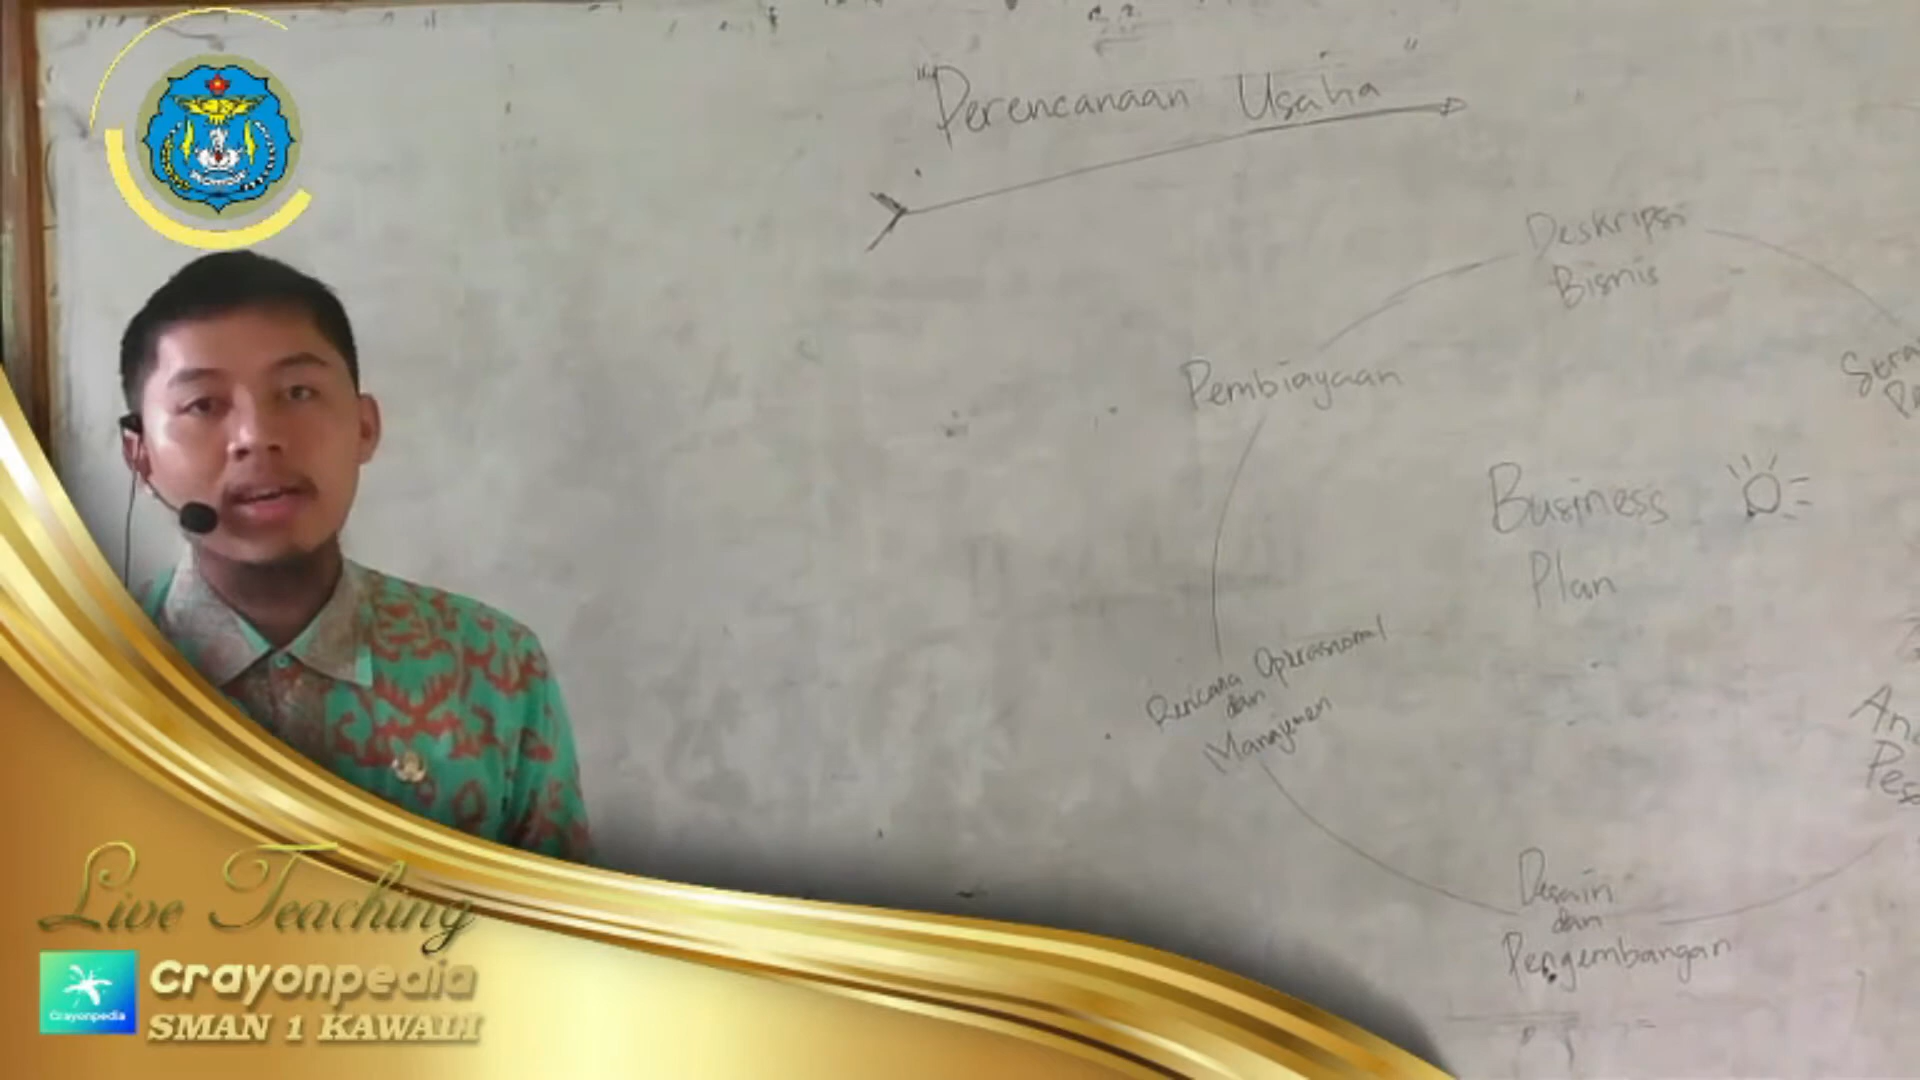 "Perencanaan Usaha"
Deskripsi
Bisnis
Pembiayaan
Business
Plan
Rencana Operasional
dan
Manajemen
Desain
dan
Pengembangan
Live Teaching
Crayonpedia
Crayonpedia
SMAN 1 KAWALI